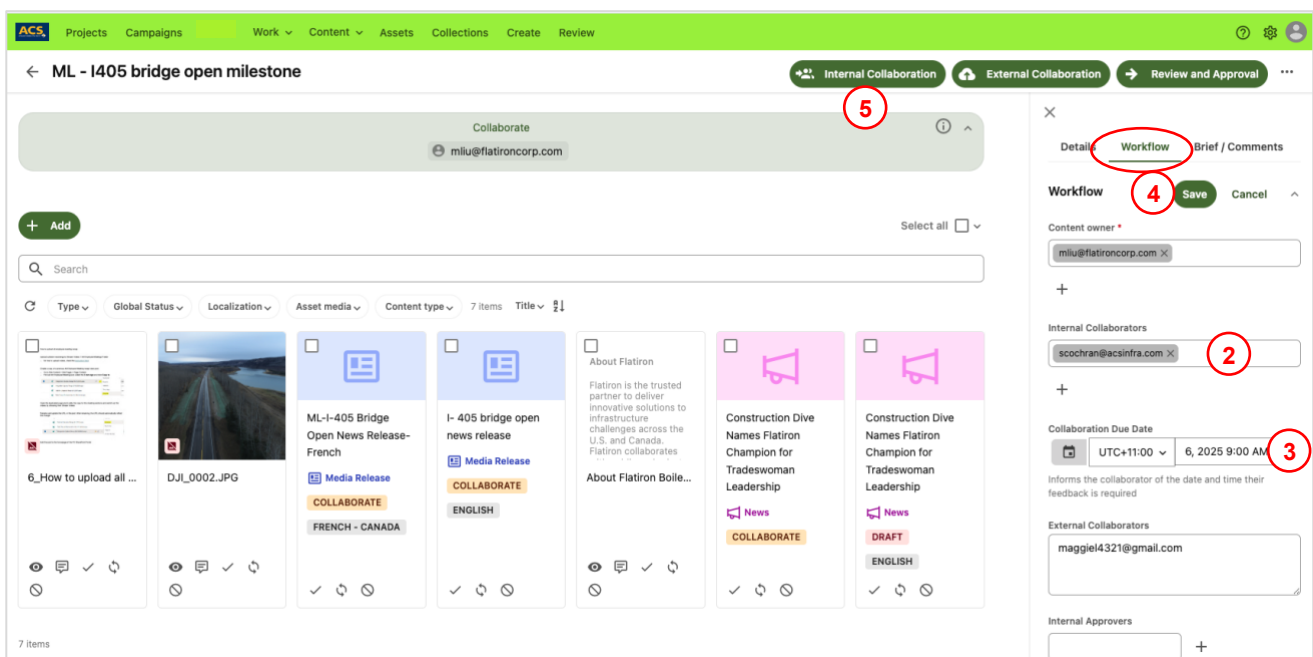 ACS
Projects Campaigns Work Content Assets Collections Create Review
ML - I405 bridge open milestone
Internal Collaboration
External Collaboration
Review and Approval
5
Collaborate
mliu@flatironcorp.com
Details Workflow Brief / Comments
Workflow
4
Save
Cancel
+ Add
Select all
Content owner *
mliu@flatironcorp.com ×
+
Search
Type Global Status Localization Asset media Content type 7 items Title
Internal Collaborators
scochran@acsinfra.com ×
2
+
Collaboration Due Date
UTC+11:00
6, 2025 9:00 AM
3
Informs the collaborator of the date and time their
feedback is required
External Collaborators
maggiel4321@gmail.com
Internal Approvers
+
6_How to upload all ...
DJI_0002.JPG
ML-I-405 Bridge
Open News Release-
French
Media Release
COLLABORATE
FRENCH - CANADA
I- 405 bridge open
news release
Media Release
COLLABORATE
ENGLISH
About Flatiron
Flatiron is the trusted
partner to deliver
innovative solutions to
infrastructure
challenges across the
U.S. and Canada.
Flatiron collaborates
About Flatiron Boile...
Construction Dive
Names Flatiron
Champion for
Tradeswoman
Leadership
News
COLLABORATE
Construction Dive
Names Flatiron
Champion for
Tradeswoman
Leadership
News
DRAFT
ENGLISH
7 items